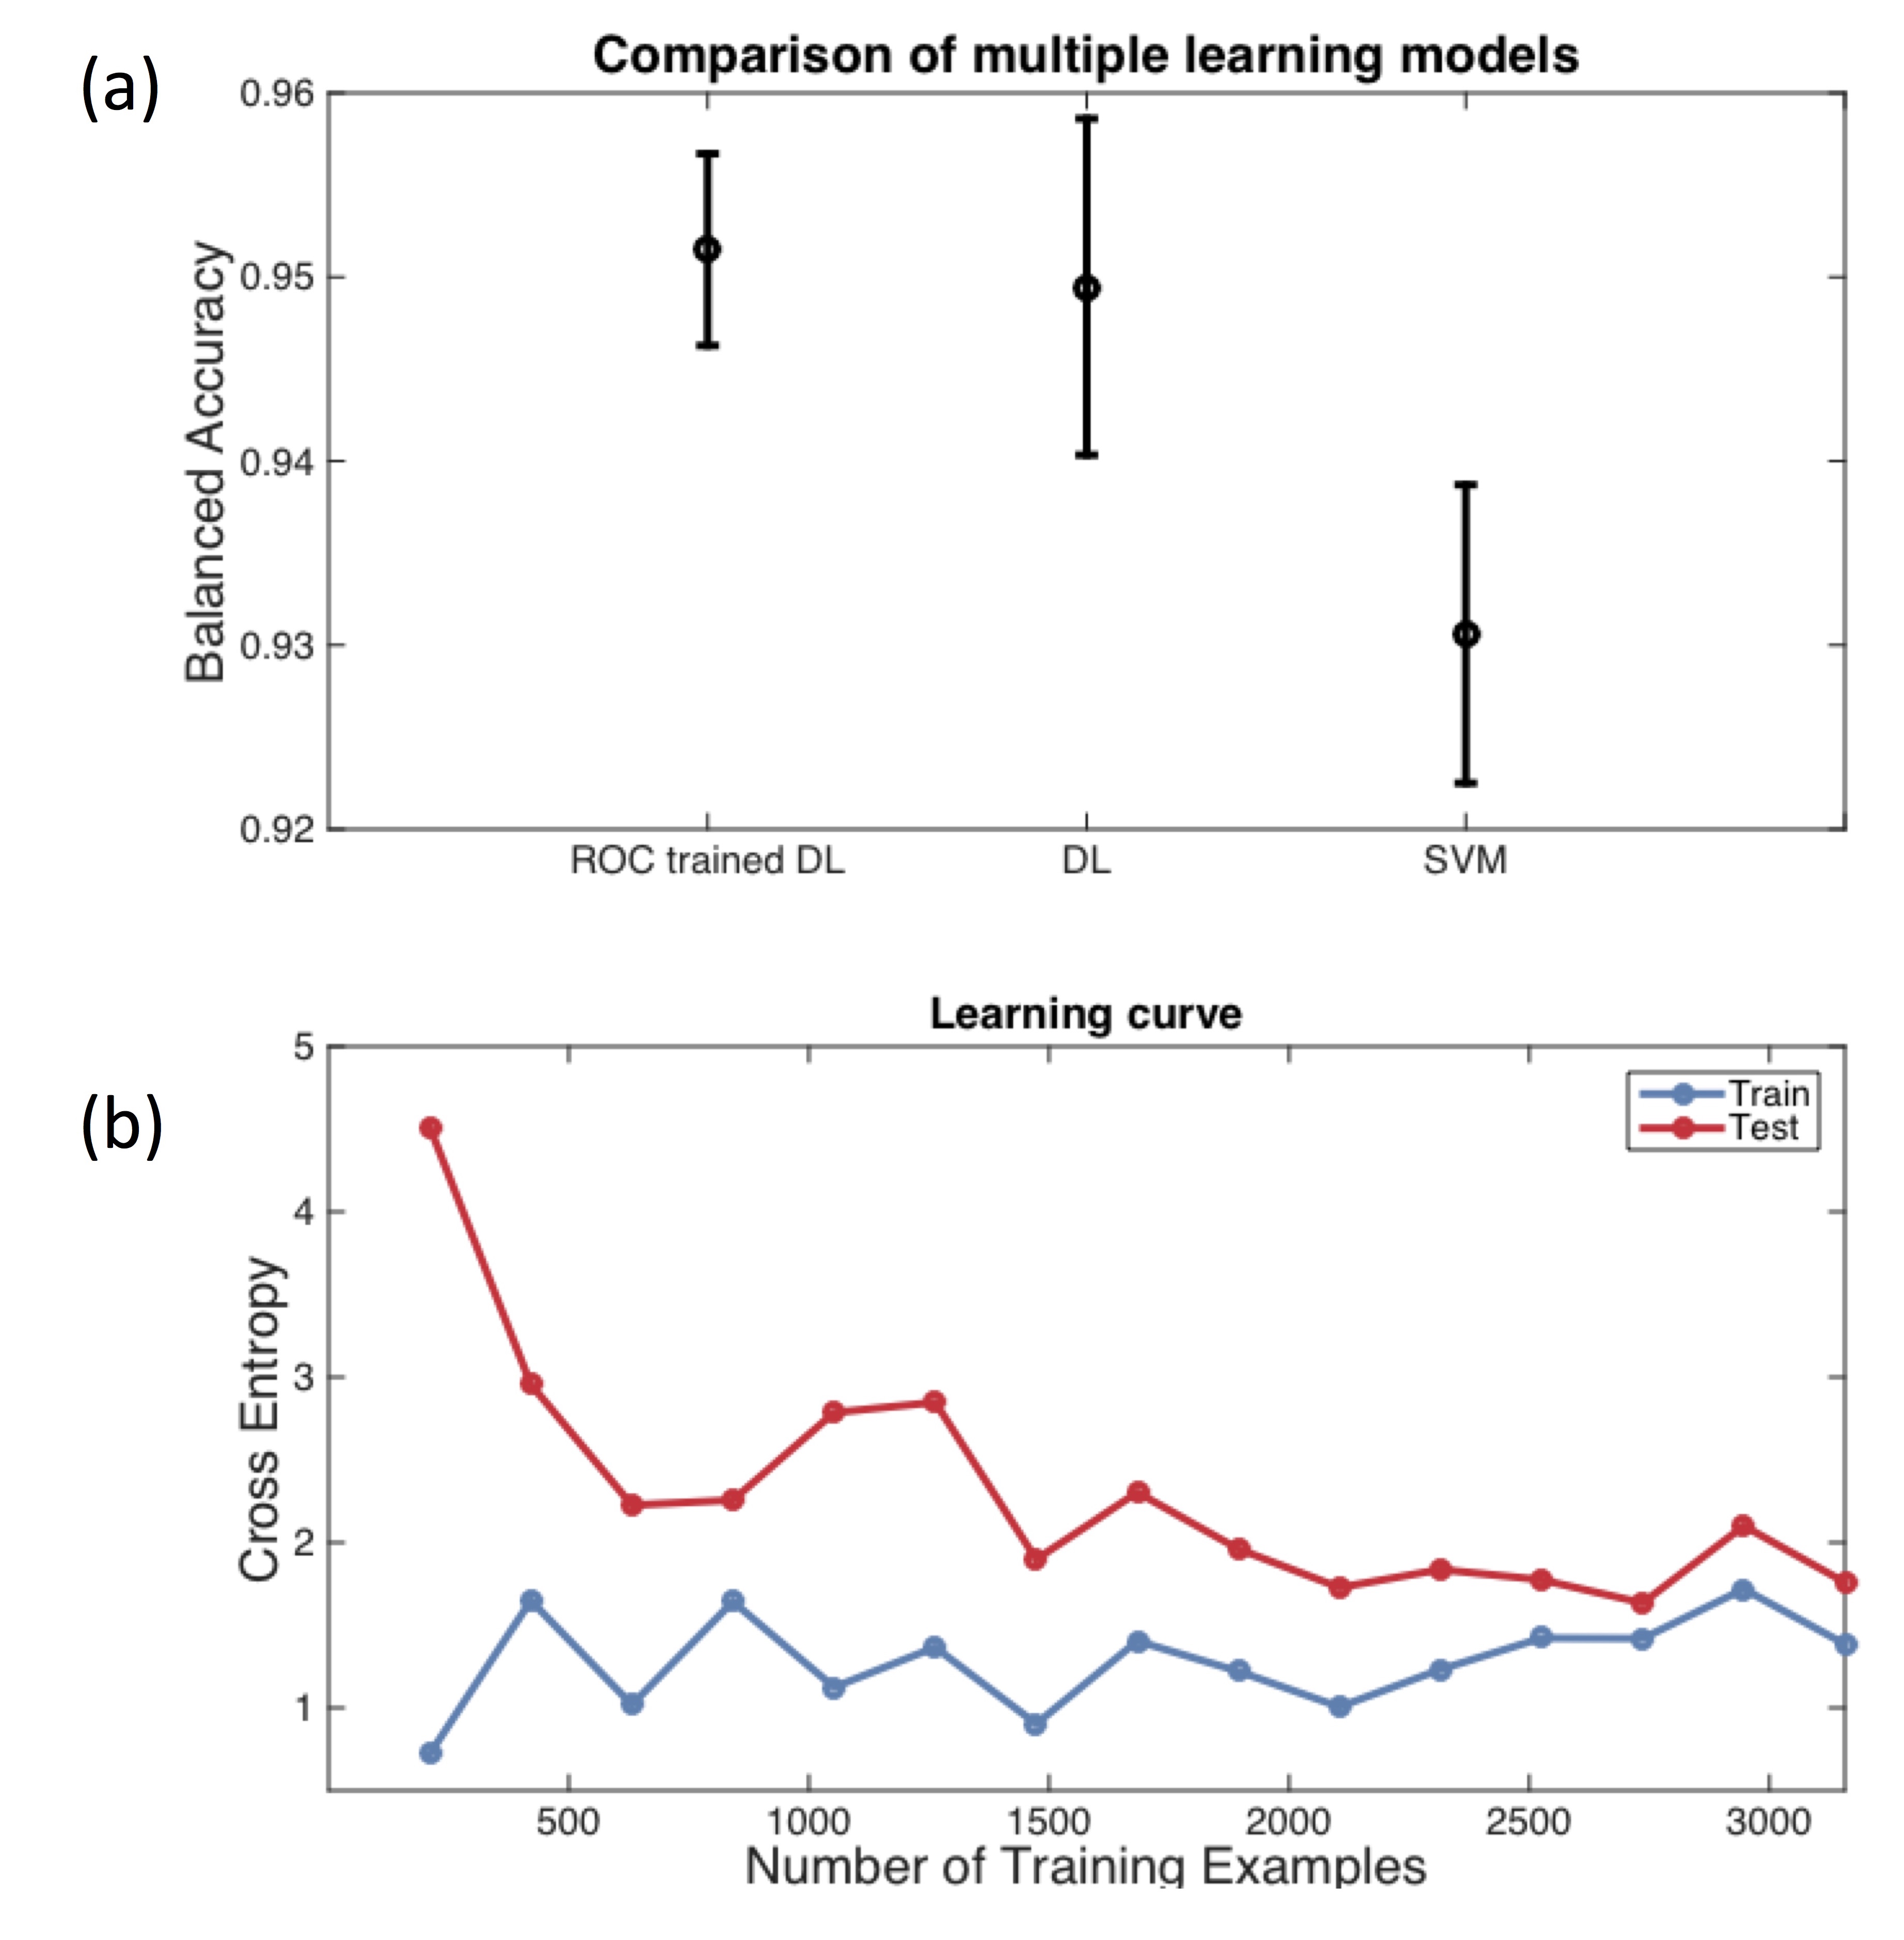 (a)
Comparison of multiple learning models
Balanced Accuracy
0.96
0.95
0.94
0.93
0.92
ROC trained DL DL SVM
(b)
Learning curve
Cross Entropy
5
4
3
2
1
Train
Test
500 1000 1500 2000 2500 3000
Number of Training Examples